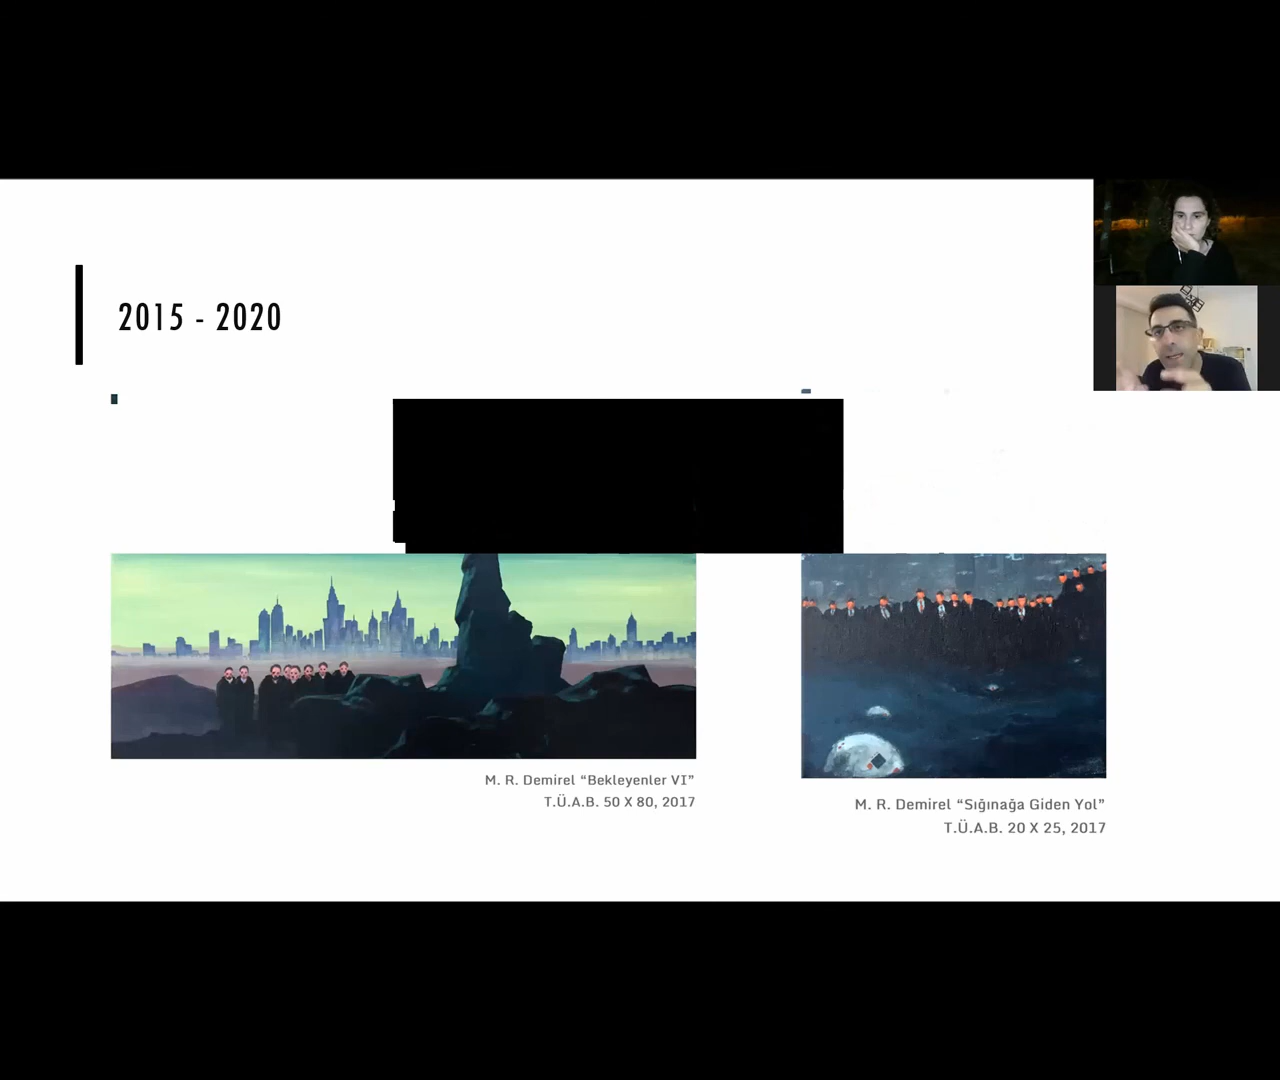 2015 - 2020
M. R. Demirel “Bekleyenler VI”
T.Ü.A.B. 50 X 80, 2017
M. R. Demirel “Sığınağa Giden Yol”
T.Ü.A.B. 20 X 25, 2017